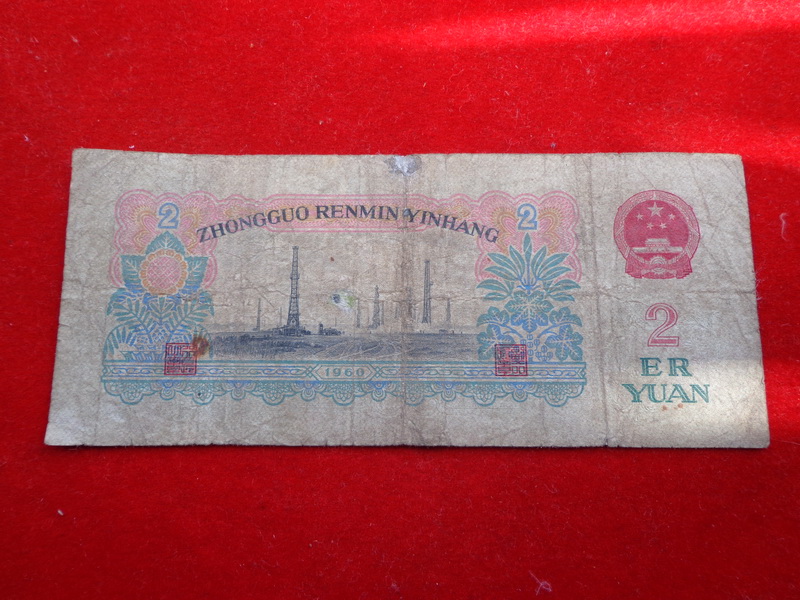 2 2
ZHONGGUO RENMIN YINHANG
1960
2
ER
YUAN